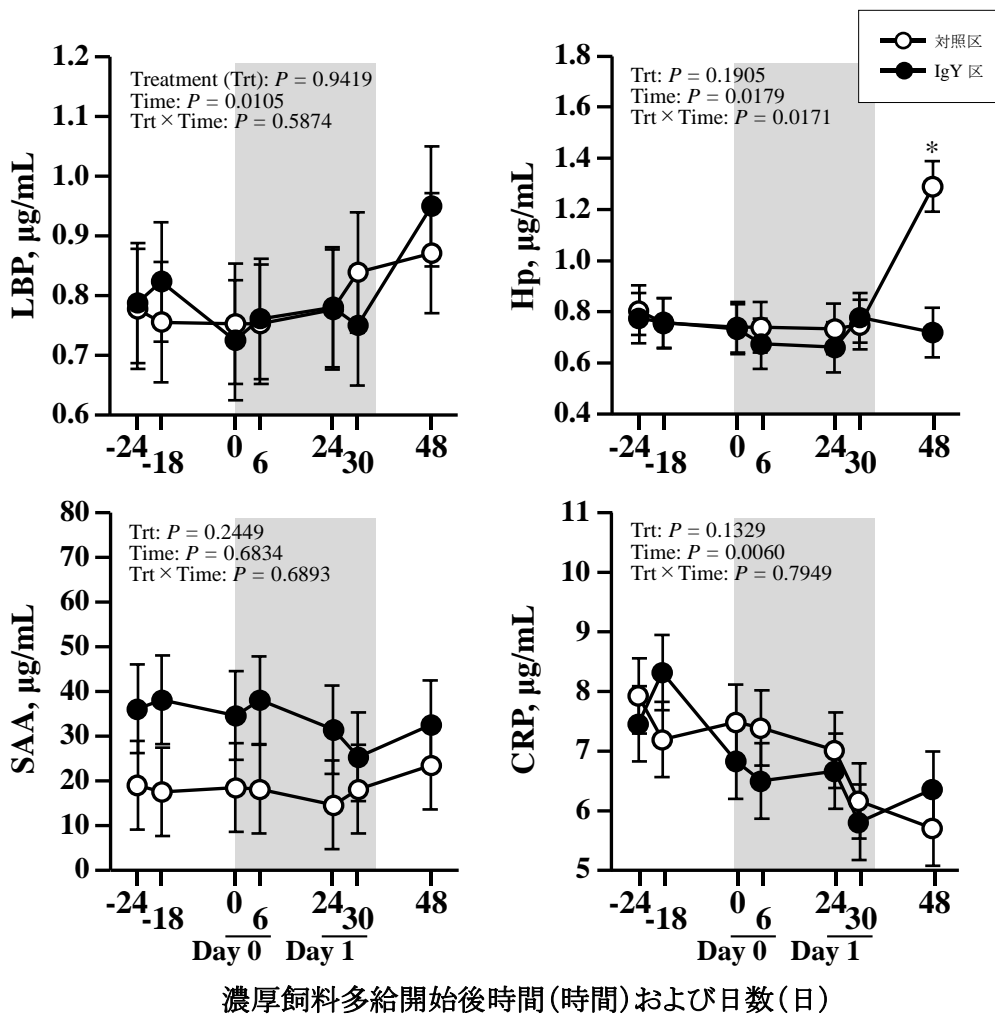 対照区
IgY 区
1.2
1.1
1.0
0.9
0.8
0.7
0.6
LBP, µg/mL
Treatment (Trt): P = 0.9419
Time: P = 0.0105
Trt × Time: P = 0.5874
-24
-18
0
6
24
30
48
1.8
1.6
1.4
1.2
1.0
0.8
0.6
0.4
Hp, µg/mL
Trt: P = 0.1905
Time: P = 0.0179
Trt × Time: P = 0.0171
*
-24
-18
0
6
24
30
48
80
70
60
50
40
30
20
10
0
SAA, µg/mL
Trt: P = 0.2449
Time: P = 0.6834
Trt × Time: P = 0.6893
-24
-18
0
6
24
30
48
Day 0
Day 1
11
10
9
8
7
6
5
CRP, µg/mL
Trt: P = 0.1329
Time: P = 0.0060
Trt × Time: P = 0.7949
-24
-18
0
6
24
30
48
Day 0
Day 1
濃厚飼料多給開始後時間(時間)および日数(日)